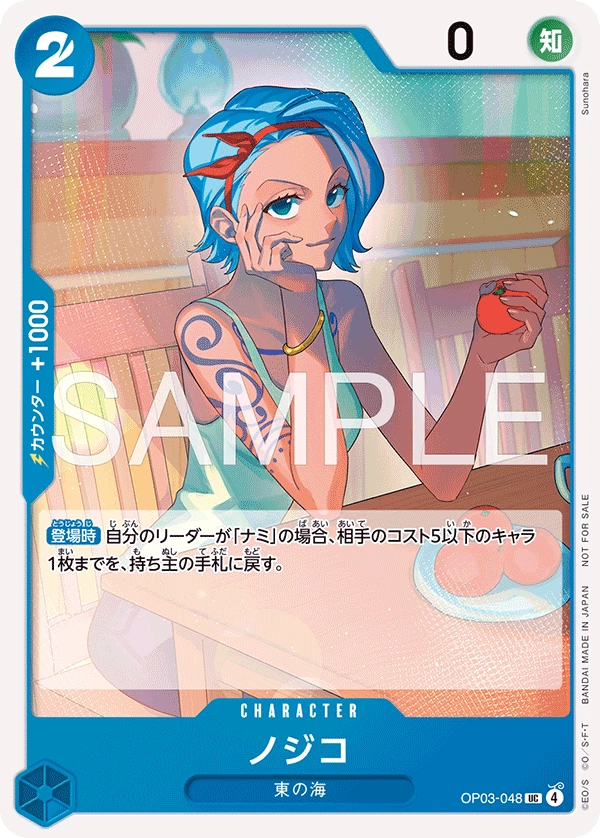 2
0
知
Sunohara
カウンター +1000
SAMPLE
登場時 自分のリーダーが「ナミ」の場合、相手のコスト5以下のキャラ
1枚までを、持ち主の手札に戻す。
©E.O/S ©O/S・F・T BANDAI MADE IN JAPAN NOT FOR SALE
CHARACTER
ノジコ
東の海
OP03-048 UC 4